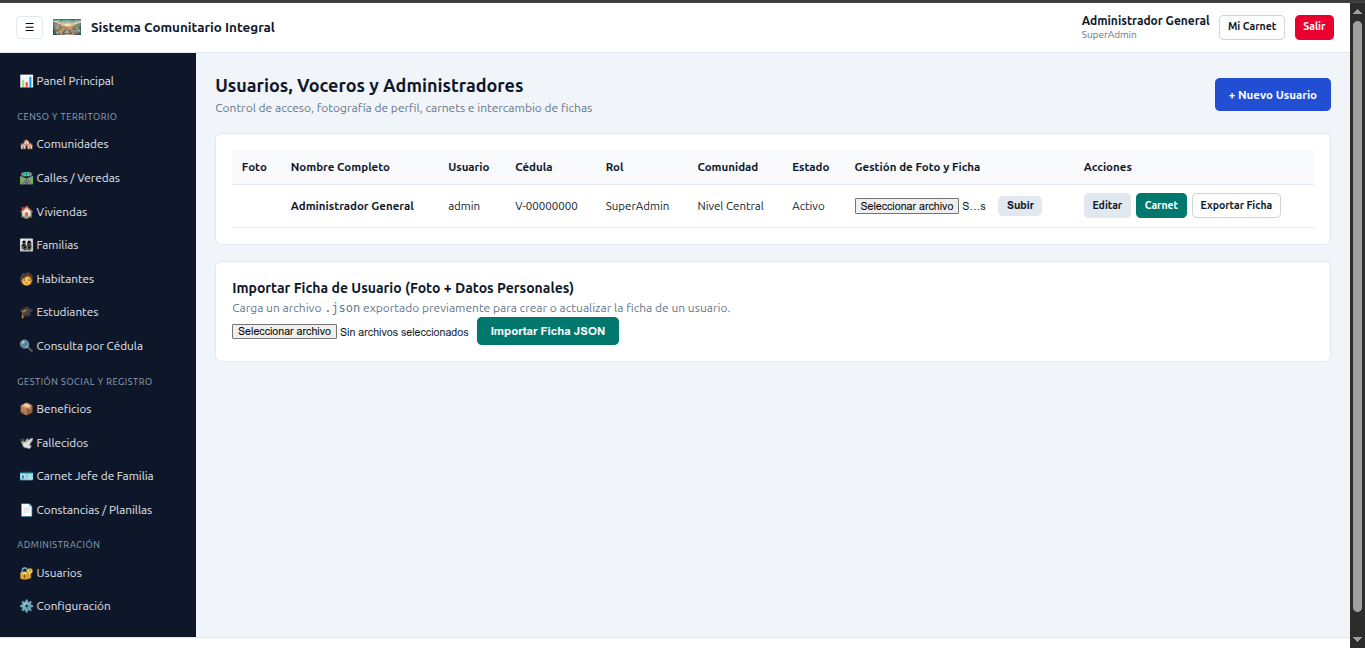 ☰ Sistema Comunitario Integral
Administrador General
SuperAdmin
Mi Carnet
Salir
Panel Principal
CENSO Y TERRITORIO
Comunidades
Calles / Veredas
Viviendas
Familias
Habitantes
Estudiantes
Consulta por Cédula
GESTIÓN SOCIAL Y REGISTRO
Beneficios
Fallecidos
Carnet Jefe de Familia
Constancias / Planillas
ADMINISTRACIÓN
Usuarios
Configuración
Usuarios, Voceros y Administradores
Control de acceso, fotografía de perfil, carnets e intercambio de fichas
+ Nuevo Usuario
Foto Nombre Completo Usuario Cédula Rol Comunidad Estado Gestión de Foto y Ficha Acciones
Administrador General admin V-00000000 SuperAdmin Nivel Central Activo Seleccionar archivo S...s Subir Editar Carnet Exportar Ficha
Importar Ficha de Usuario (Foto + Datos Personales)
Carga un archivo .json exportado previamente para crear o actualizar la ficha de un usuario.
Seleccionar archivo Sin archivos seleccionados Importar Ficha JSON